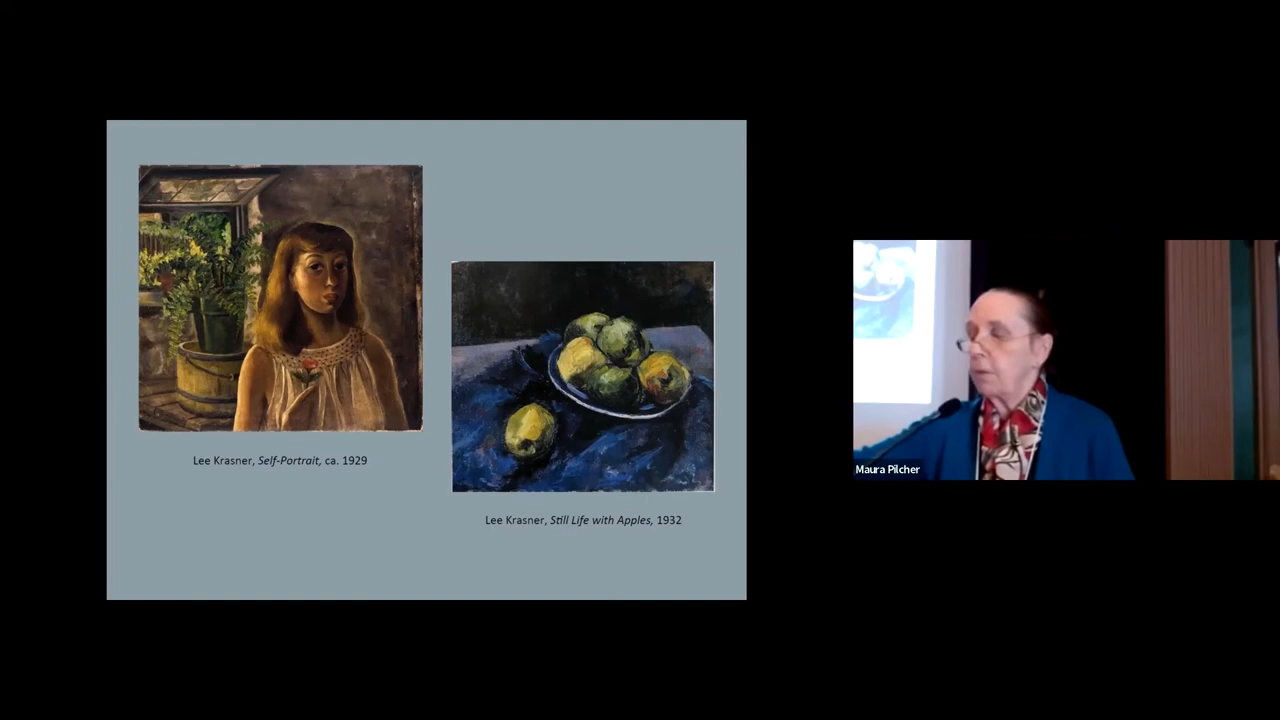 Lee Krasner, Self-Portrait, ca. 1929
Lee Krasner, Still Life with Apples, 1932
Maura Pilcher